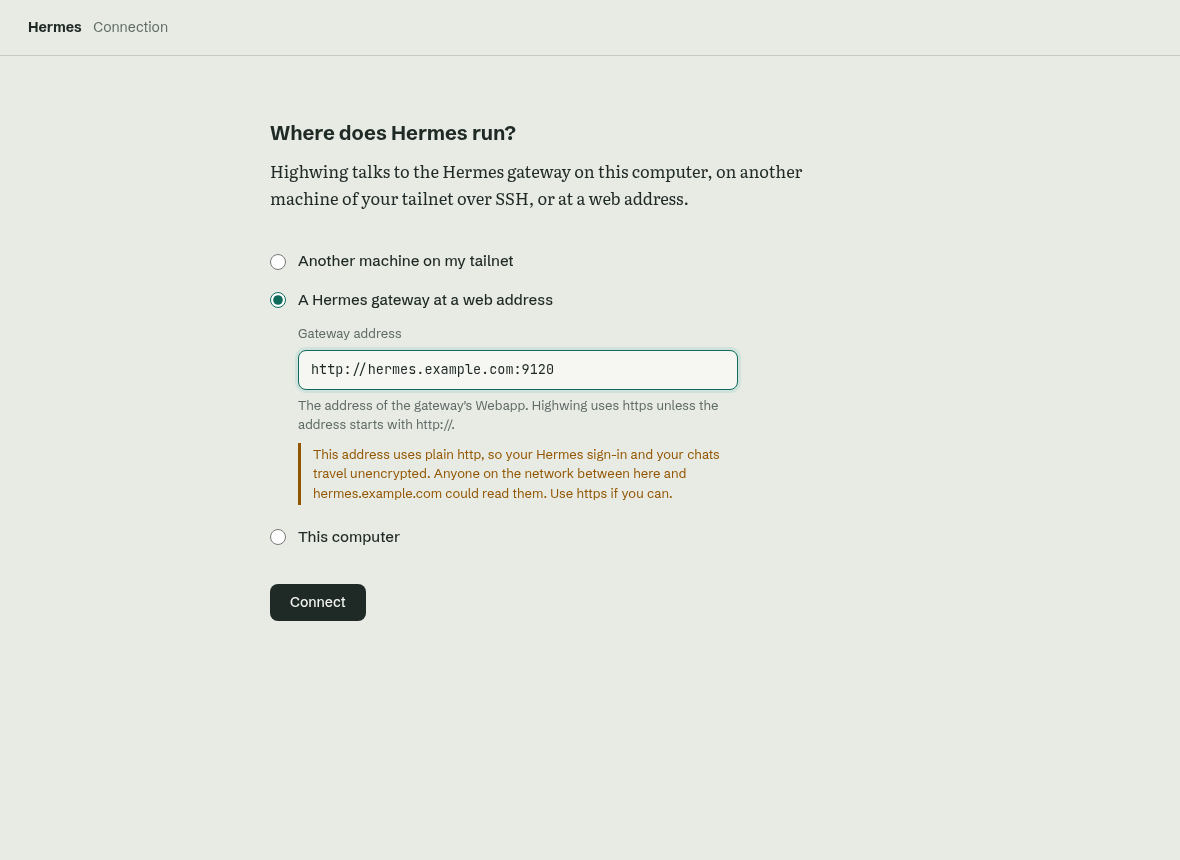 Hermes Connection
Where does Hermes run?
Highwing talks to the Hermes gateway on this computer, on another
machine of your tailnet over SSH, or at a web address.
Another machine on my tailnet
A Hermes gateway at a web address
Gateway address
http://hermes.example.com:9120
The address of the gateway's Webapp. Highwing uses https unless the
address starts with http://.
This address uses plain http, so your Hermes sign-in and your chats
travel unencrypted. Anyone on the network between here and
hermes.example.com could read them. Use https if you can.
This computer
Connect